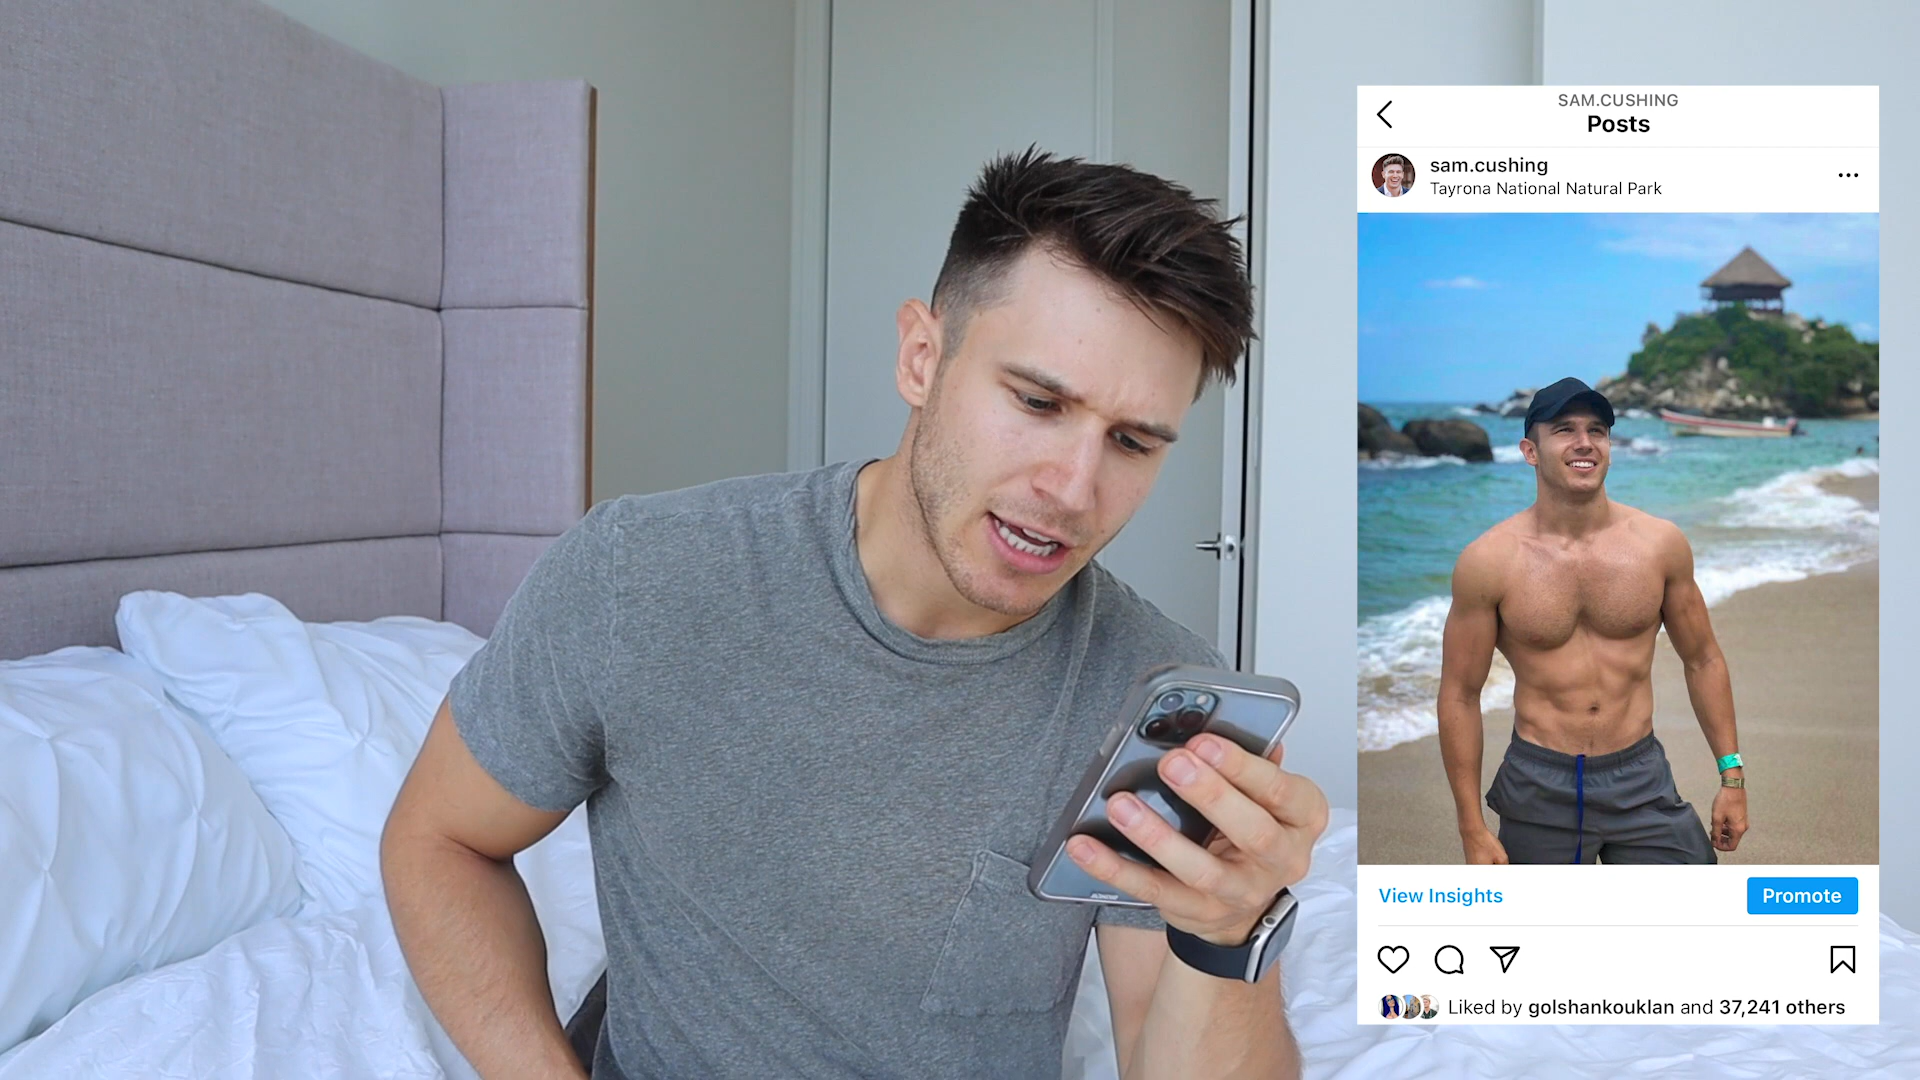 SAM.CUSHING
Posts
sam.cushing
Tayrona National Natural Park
View Insights
Promote
Liked by golshankouklan and 37,241 others